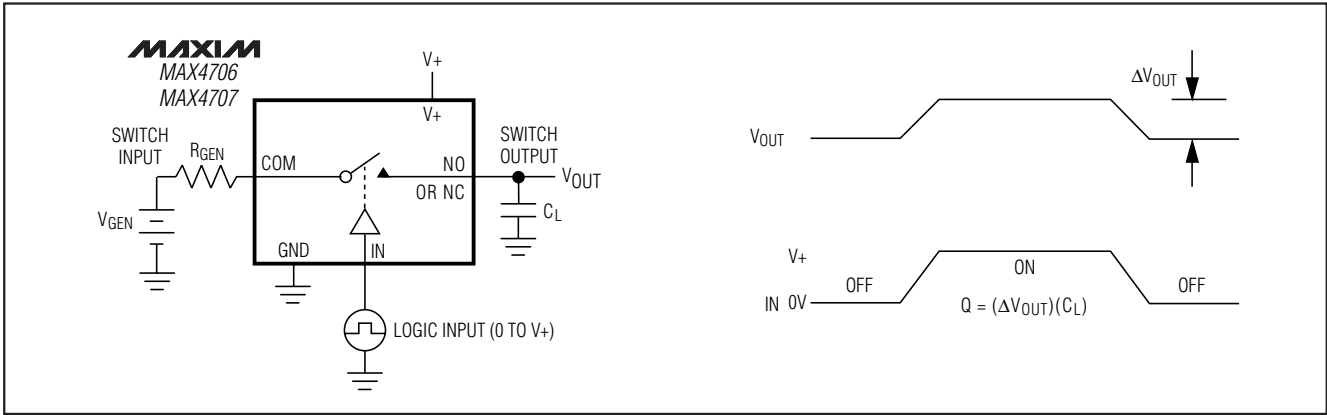 MAXIM
MAX4706
MAX4707
V+
V+
SWITCH
INPUT
RGEN
COM
NO
OR NC
SWITCH
OUTPUT
VOUT
VGEN
CL
GND
IN
LOGIC INPUT (0 TO V+)
ΔVOUT
VOUT
V+
IN 0V
OFF
ON
OFF
Q = (ΔVOUT)(CL)